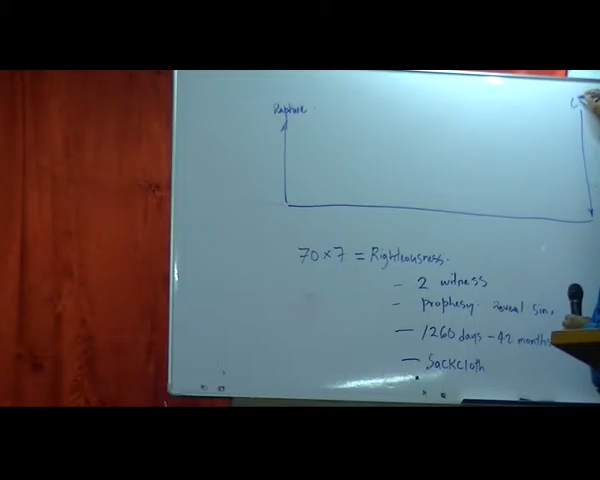 Rapture
70 × 7 = Righteousness.
- 2 witness
- prophesy. Reveal sin.
- 1260 days - 42 months
- Sackcloth